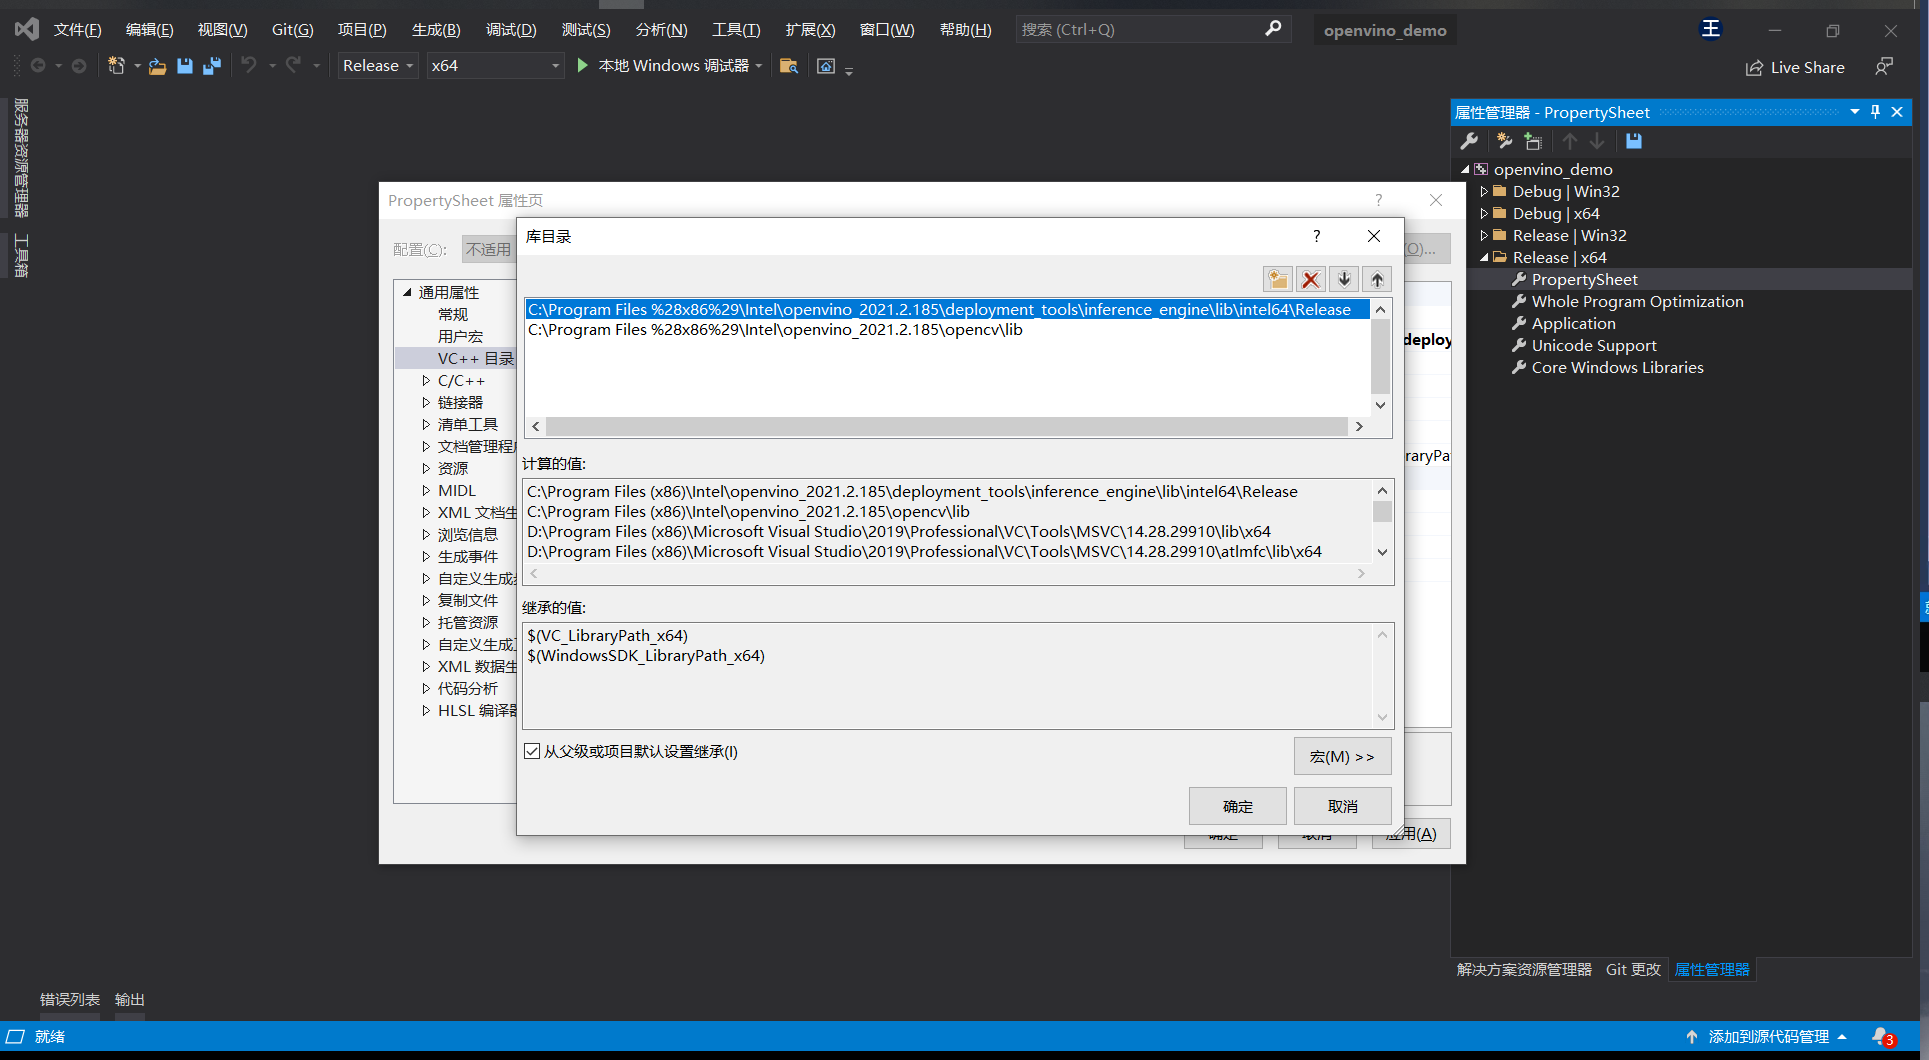 文件(F) 编辑(E) 视图(V) Git(G) 项目(P) 生成(B) 调试(D) 测试(S) 分析(N) 工具(T) 扩展(X) 窗口(W) 帮助(H) 搜索 (Ctrl+Q) openvino_demo 王
Release x64 本地 Windows 调试器 Live Share
服务器资源管理器
工具箱
属性管理器 - PropertySheet
openvino_demo
Debug | Win32
Debug | x64
Release | Win32
Release | x64
PropertySheet
Whole Program Optimization
Application
Unicode Support
Core Windows Libraries
PropertySheet 属性页 ?
配置(C): 不适用 (O)...
通用属性
常规
用户宏
VC++ 目录
C/C++
链接器
清单工具
文档管理程
资源
MIDL
XML 文档生
浏览信息
生成事件
自定义生成
复制文件
托管资源
自定义生成
XML 数据生
代码分析
HLSL 编译器
deploy
raryPa
库目录 ?
C:\Program Files %28x86%29\Intel\openvino_2021.2.185\deployment_tools\inference_engine\lib\intel64\Release
C:\Program Files %28x86%29\Intel\openvino_2021.2.185\opencv\lib
计算的值:
C:\Program Files (x86)\Intel\openvino_2021.2.185\deployment_tools\inference_engine\lib\intel64\Release
C:\Program Files (x86)\Intel\openvino_2021.2.185\opencv\lib
D:\Program Files (x86)\Microsoft Visual Studio\2019\Professional\VC\Tools\MSVC\14.28.29910\lib\x64
D:\Program Files (x86)\Microsoft Visual Studio\2019\Professional\VC\Tools\MSVC\14.28.29910\atlmfc\lib\x64
继承的值:
$(VC_LibraryPath_x64)
$(WindowsSDK_LibraryPath_x64)
从父级或项目默认设置继承(I)
宏(M) >>
确定 取消
确定 取消 应用(A)
解决方案资源管理器 Git 更改 属性管理器
错误列表 输出
就绪 添加到源代码管理 3